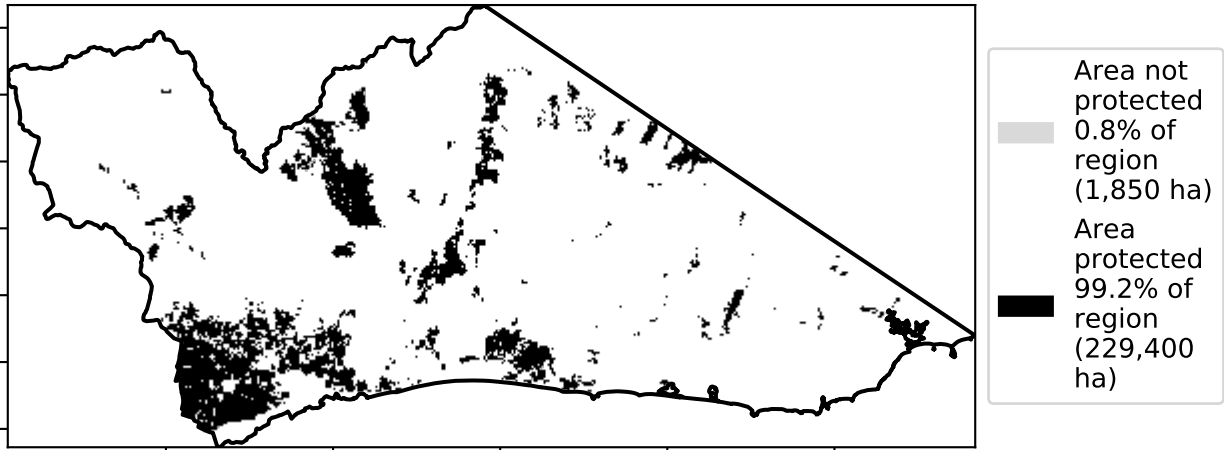 Area not
protected
0.8% of
region
(1,850 ha)
Area
protected
99.2% of
region
(229,400
ha)